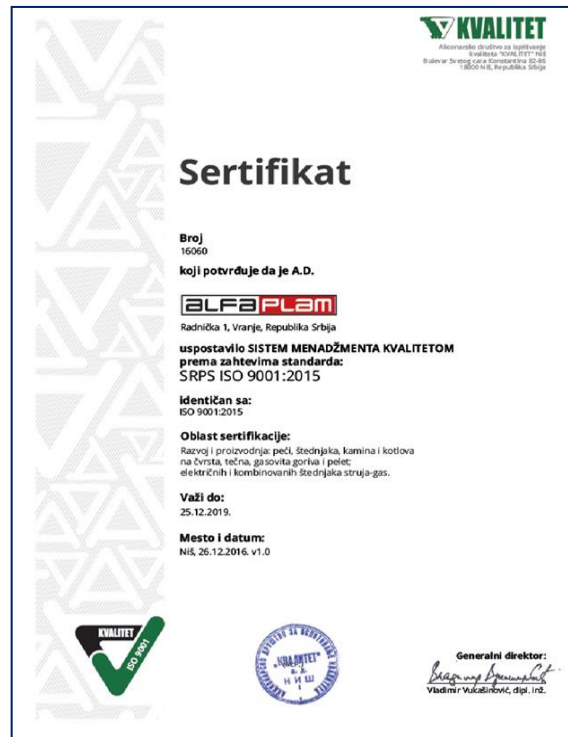 KVALITET
Akcionarsko društvo za ispitivanje
kvaliteta "KVALITET" Niš
Bulevar Svetog cara Konstantina 82-86
18000 Niš, Republika Srbija
Sertifikat
Broj
16060
koji potvrđuje da je A.D.
ALFA PLAM
Radnička 1, Vranje, Republika Srbija
uspostavilo SISTEM MENADŽMENTA KVALITETOM
prema zahtevima standarda:
SRPS ISO 9001:2015
identičan sa:
ISO 9001:2015
Oblast sertifikacije:
Razvoj i proizvodnja: peći, štednjaka, kamina i kotlova
na čvrsta, tečna, gasovita goriva i pelet;
električnih i kombinovanih štednjaka struja-gas.
Važi do:
25.12.2019.
Mesto i datum:
Niš, 26.12.2016. v1.0
KVALITET
ISO 9001
"КВАЛИТЕТ"
НИШ
Generalni direktor:
Vladimir Vukašinović, dipl. inž.